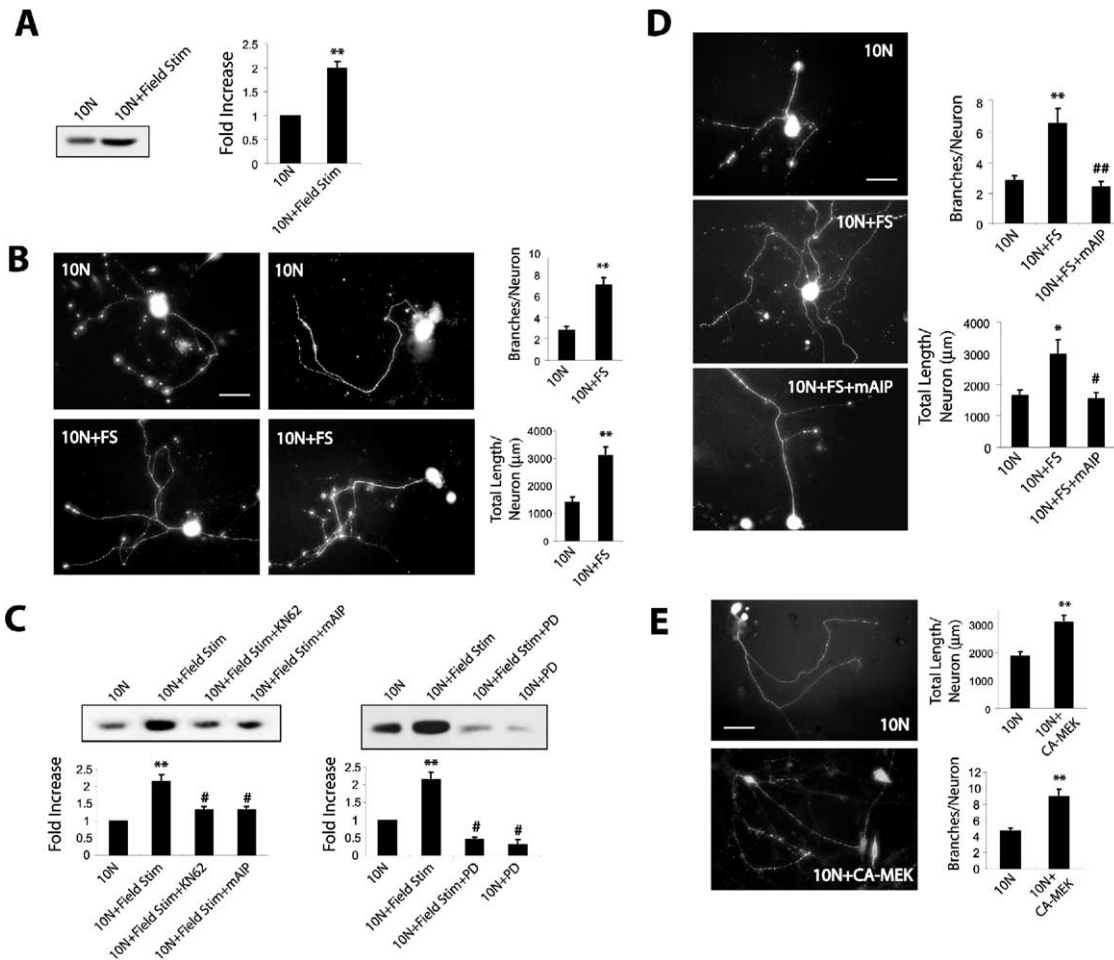 A
10N
10N+Field Stim
Fold Increase
2.5
2
1.5
1
0.5
0
**
10N
10N+Field Stim
B
10N
10N
10N+FS
10N+FS
Branches/Neuron
10
8
6
4
2
0
**
10N
10N+FS
Total Length/
Neuron (µm)
4000
3000
2000
1000
0
**
10N
10N+FS
C
10N
10N+Field Stim
10N+Field Stim+KN62
10N+Field Stim+mAIP
Fold Increase
2.5
2
1.5
1
0.5
0
**
#
#
10N
10N+Field Stim
10N+Field Stim+KN62
10N+Field Stim+mAIP
10N
10N+Field Stim
10N+Field Stim+PD
10N+PD
Fold Increase
2.5
2
1.5
1
0.5
0
**
#
#
10N
10N+Field Stim
10N+Field Stim+PD
10N+PD
D
10N
10N+FS
10N+FS+mAIP
Branches/Neuron
8
6
4
2
0
**
##
10N
10N+FS
10N+FS+mAIP
Total Length/
Neuron (µm)
4000
3000
2000
1000
0
*
#
10N
10N+FS
10N+FS+mAIP
E
10N
10N+CA-MEK
Total Length/
Neuron (µm)
3000
2000
1000
0
**
10N
10N+
CA-MEK
Branches/Neuron
12
10
8
6
4
2
0
**
10N
10N+
CA-MEK